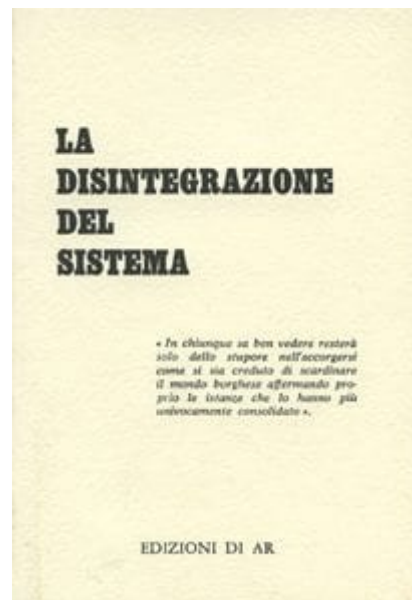 LA
DISINTEGRAZIONE
DEL
SISTEMA
« In chiunque sa ben vedere resterà
solo dello stupore nell'accorgersi
come si sia creduto di scardinare
il mondo borghese affermando pro-
prio le istanze che lo hanno più
univocamente consolidato ».
EDIZIONI DI AR